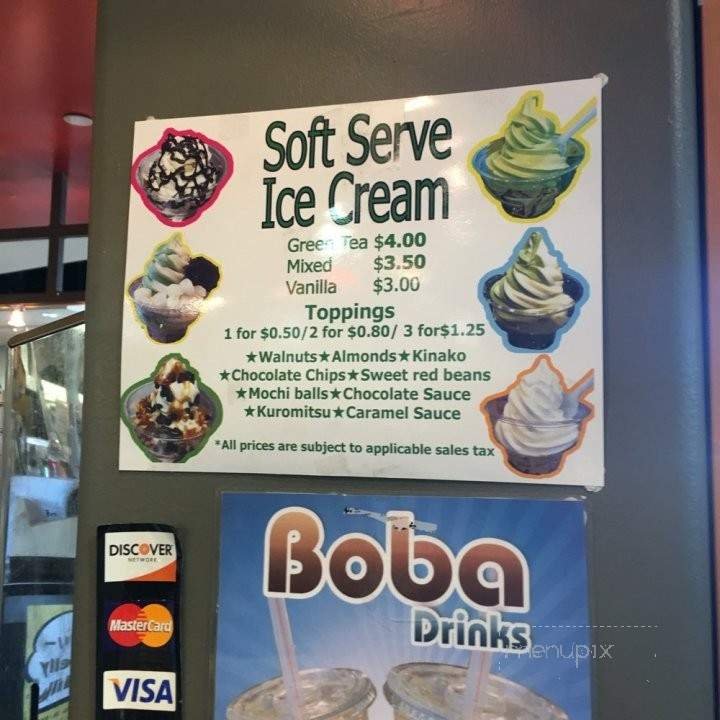 Soft Serve
Ice Cream
Green Tea $4.00
Mixed $3.50
Vanilla $3.00
Toppings
1 for $0.50/2 for $0.80/ 3 for$1.25
★Walnuts★Almonds★Kinako
★Chocolate Chips★Sweet red beans
★Mochi balls★Chocolate Sauce
★Kuromitsu★Caramel Sauce
*All prices are subject to applicable sales tax
DISCOVER
NETWORK
MasterCard
VISA
Boba
Drinks
menupix